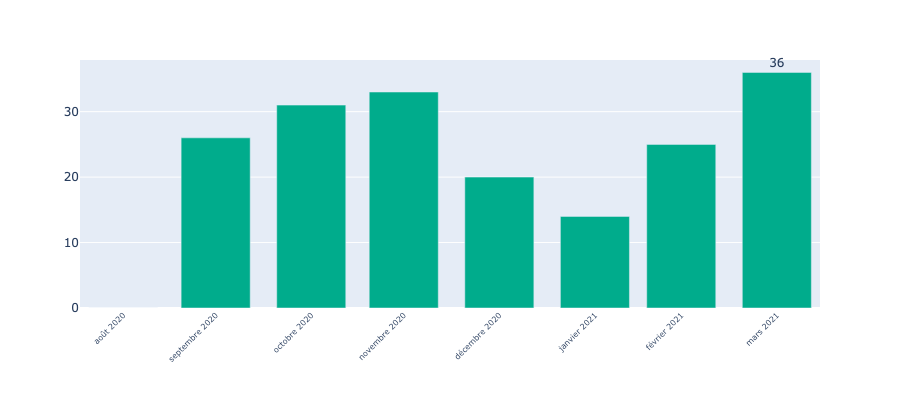 36
30
20
10
0
août 2020
septembre 2020
octobre 2020
novembre 2020
décembre 2020
janvier 2021
février 2021
mars 2021